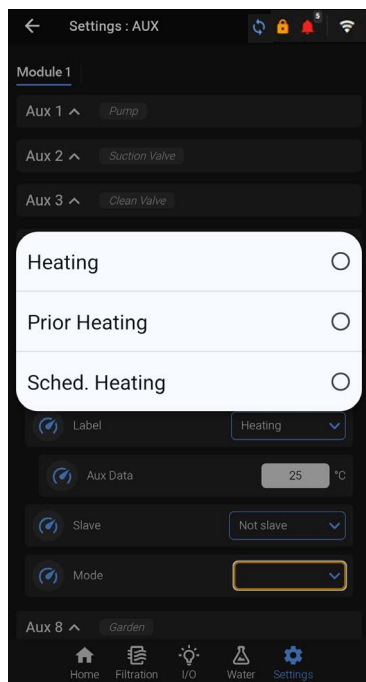 Settings : AUX
5
Module 1
Aux 1 Pump
Aux 2 Suction Valve
Aux 3 Clean Valve
Heating
Prior Heating
Sched. Heating
Label Heating
Aux Data 25 °C
Slave Not slave
Mode
Aux 8 Garden
Home Filtration I/O Water Settings